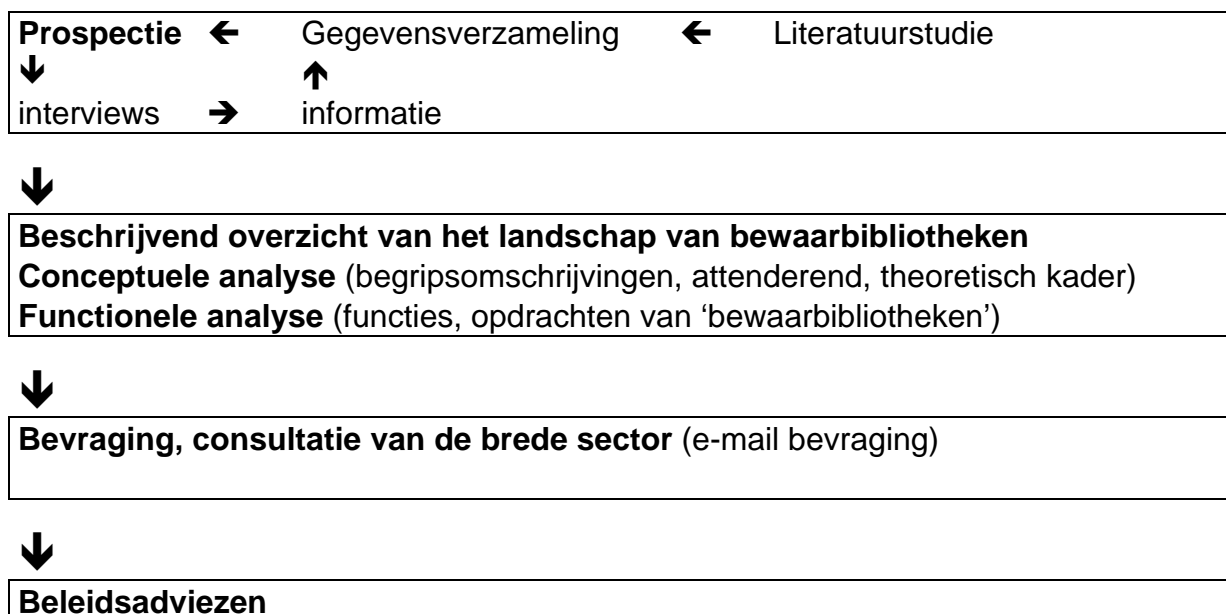 Prospectie 🡸 Gegevensverzameling 🡸 Literatuurstudie
🡻 🡹
interviews 🡺 informatie
🡻
Beschrijvend overzicht van het landschap van bewaarbibliotheken
Conceptuele analyse (begripsomschrijvingen, attenderend, theoretisch kader)
Functionele analyse (functies, opdrachten van ‘bewaarbibliotheken’)
🡻
Bevraging, consultatie van de brede sector (e-mail bevraging)
🡻
Beleidsadviezen